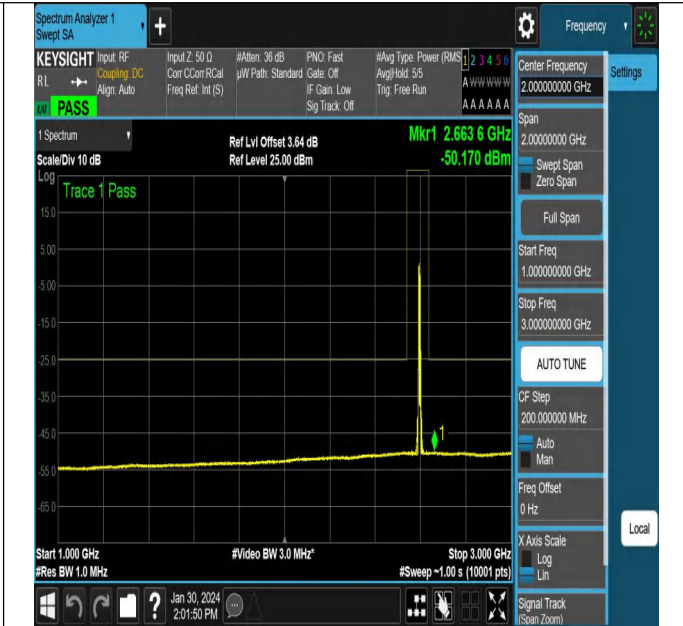 Spectrum Analyzer 1
Swept SA
Frequency
KEYSIGHT
Input: RF
Coupling: DC
Align: Auto
Input Z: 50 Ω
Corr CCorr RCal
Freq Ref: Int (S)
#Atten: 36 dB
µW Path: Standard
PNO: Fast
Gate: Off
IF Gain: Low
Sig Track: Off
#Avg Type: Power (RMS
Avg|Hold: 5/5
Trig: Free Run
1 2 3 4 5 6
A W W W W W
A A A A A A
RL
LXI
PASS
1 Spectrum
Scale/Div 10 dB
Ref Lvl Offset 3.64 dB
Ref Level 25.00 dBm
Mkr1 2.663 6 GHz
-50.170 dBm
Log
Trace 1 Pass
15.0
5.00
-5.00
-15.0
-25.0
-35.0
-45.0
-55.0
-65.0
1
Start 1.000 GHz
#Res BW 1.0 MHz
#Video BW 3.0 MHz*
Stop 3.000 GHz
#Sweep ~1.00 s (10001 pts)
Jan 30, 2024
2:01:50 PM
Center Frequency
2.000000000 GHz
Settings
Span
2.00000000 GHz
Swept Span
Zero Span
Full Span
Start Freq
1.000000000 GHz
Stop Freq
3.000000000 GHz
AUTO TUNE
CF Step
200.000000 MHz
Auto
Man
Freq Offset
0 Hz
X Axis Scale
Log
Lin
Local
Signal Track
(Span Zoom)